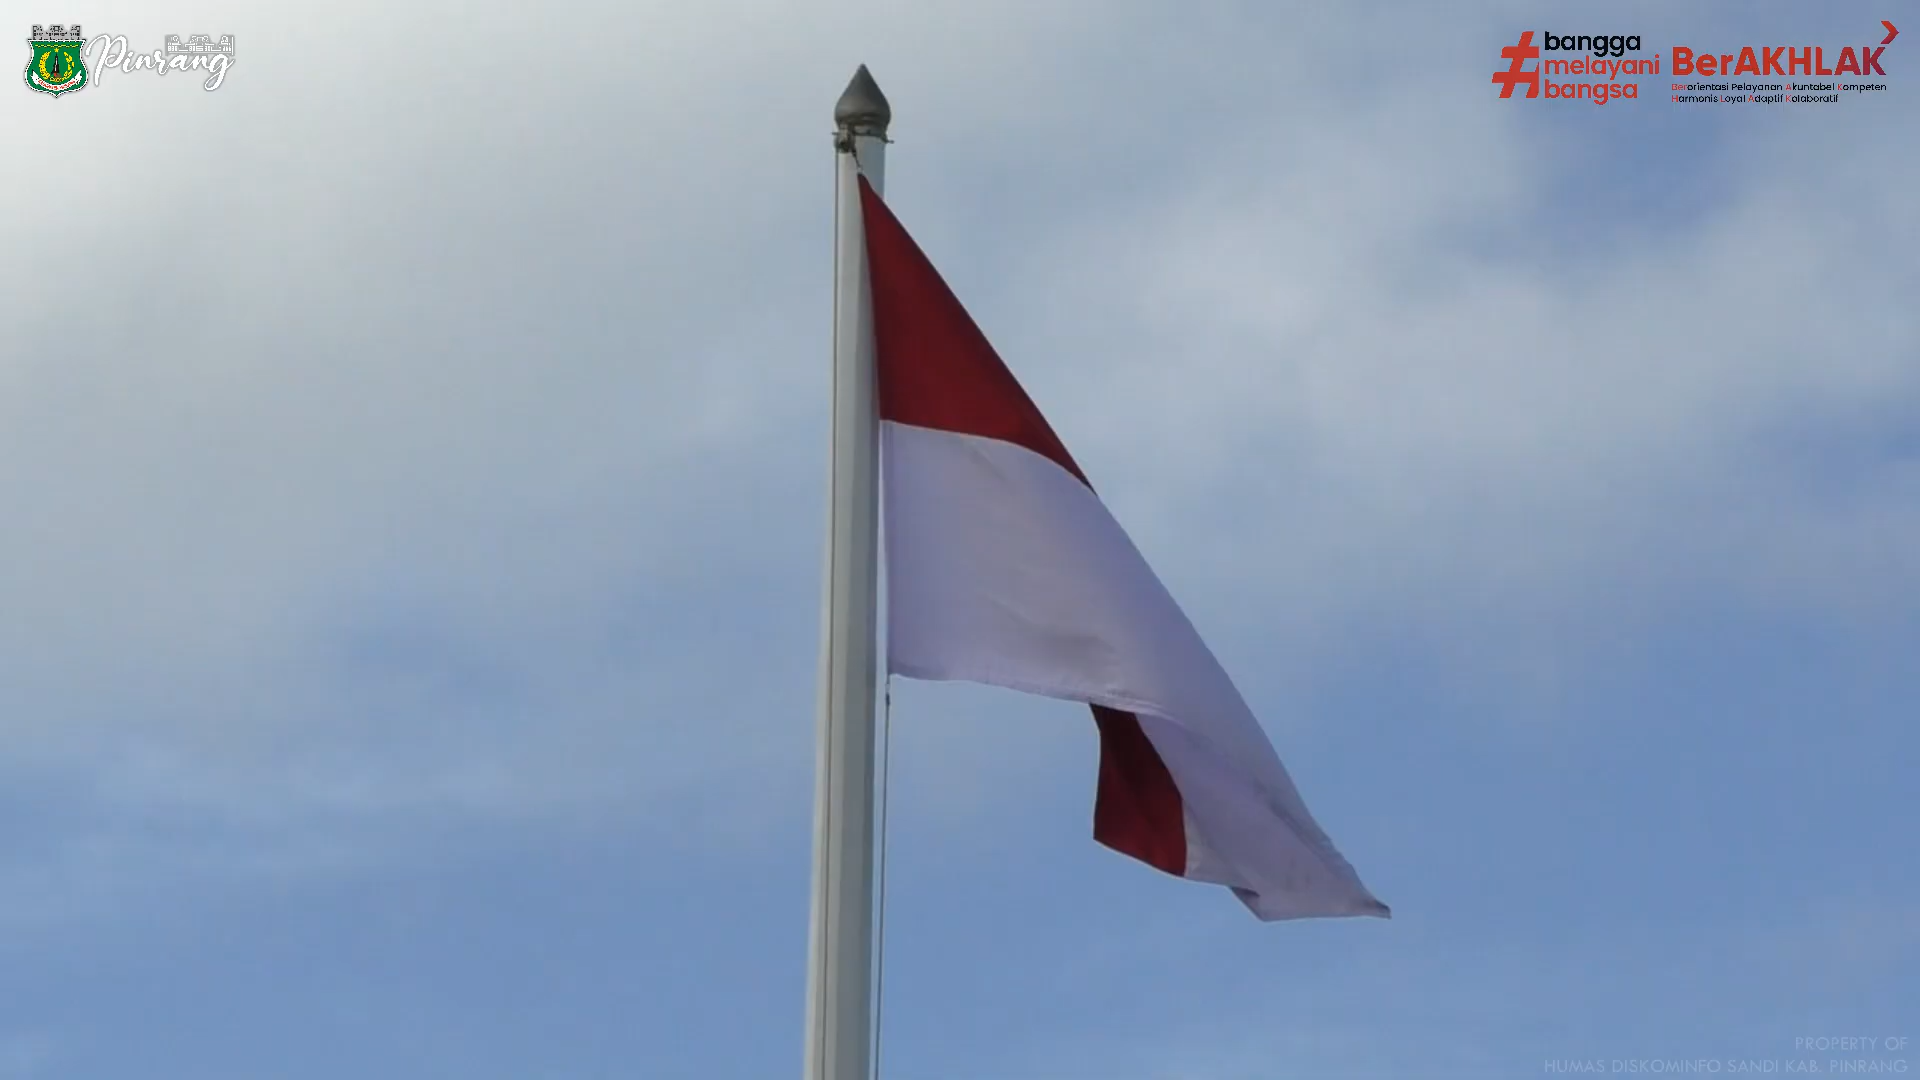 Pinrang
#bangga
melayani
bangsa
BerAKHLAK
Berorientasi Pelayanan Akuntabel Kompeten
Harmonis Loyal Adaptif Kolaboratif
PROPERTY OF
HUMAS DISKOMINFO SANDI KAB. PINRANG